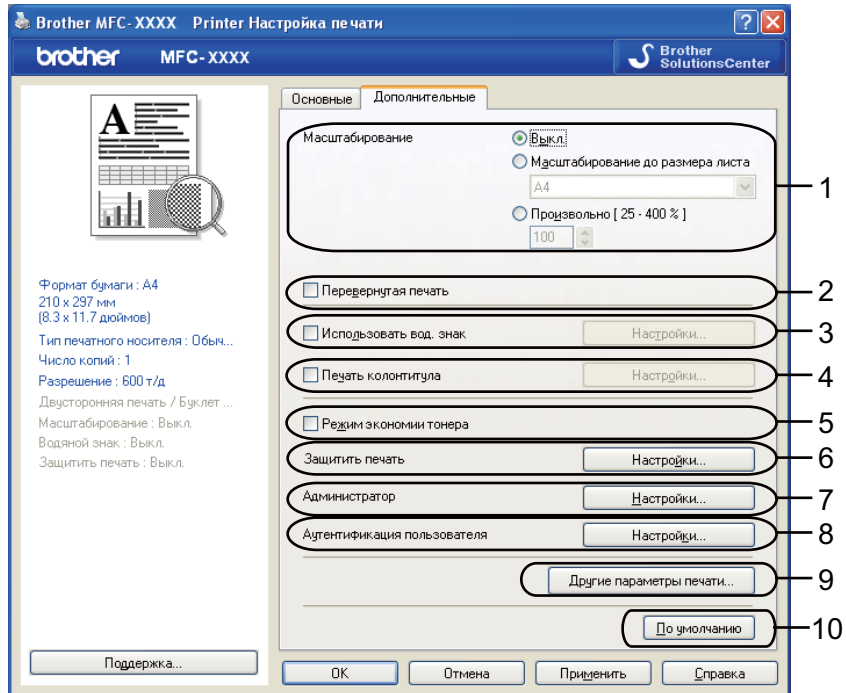 Brother MFC-XXXX Printer Настройка печати
brother MFC-XXXX
Brother
SolutionsCenter
Основные Дополнительные
Масштабирование
Выкл.
Масштабирование до размера листа
A4
Произвольно [ 25 - 400 % ]
100
1
Перевернутая печать
2
Использовать вод. знак Настройки...
3
Печать колонтитула Настройки...
4
Режим экономии тонера
5
Защитить печать Настройки...
6
Администратор Настройки...
7
Аутентификация пользователя Настройки...
8
Другие параметры печати...
9
По умолчанию
10
A
Формат бумаги : A4
210 x 297 мм
(8.3 x 11.7 дюймов)
Тип печатного носителя : Обыч...
Число копий : 1
Разрешение : 600 т/д
Двусторонняя печать / Буклет ...
Масштабирование : Выкл.
Водяной знак : Выкл.
Защитить печать : Выкл.
Поддержка...
OK Отмена Применить Справка